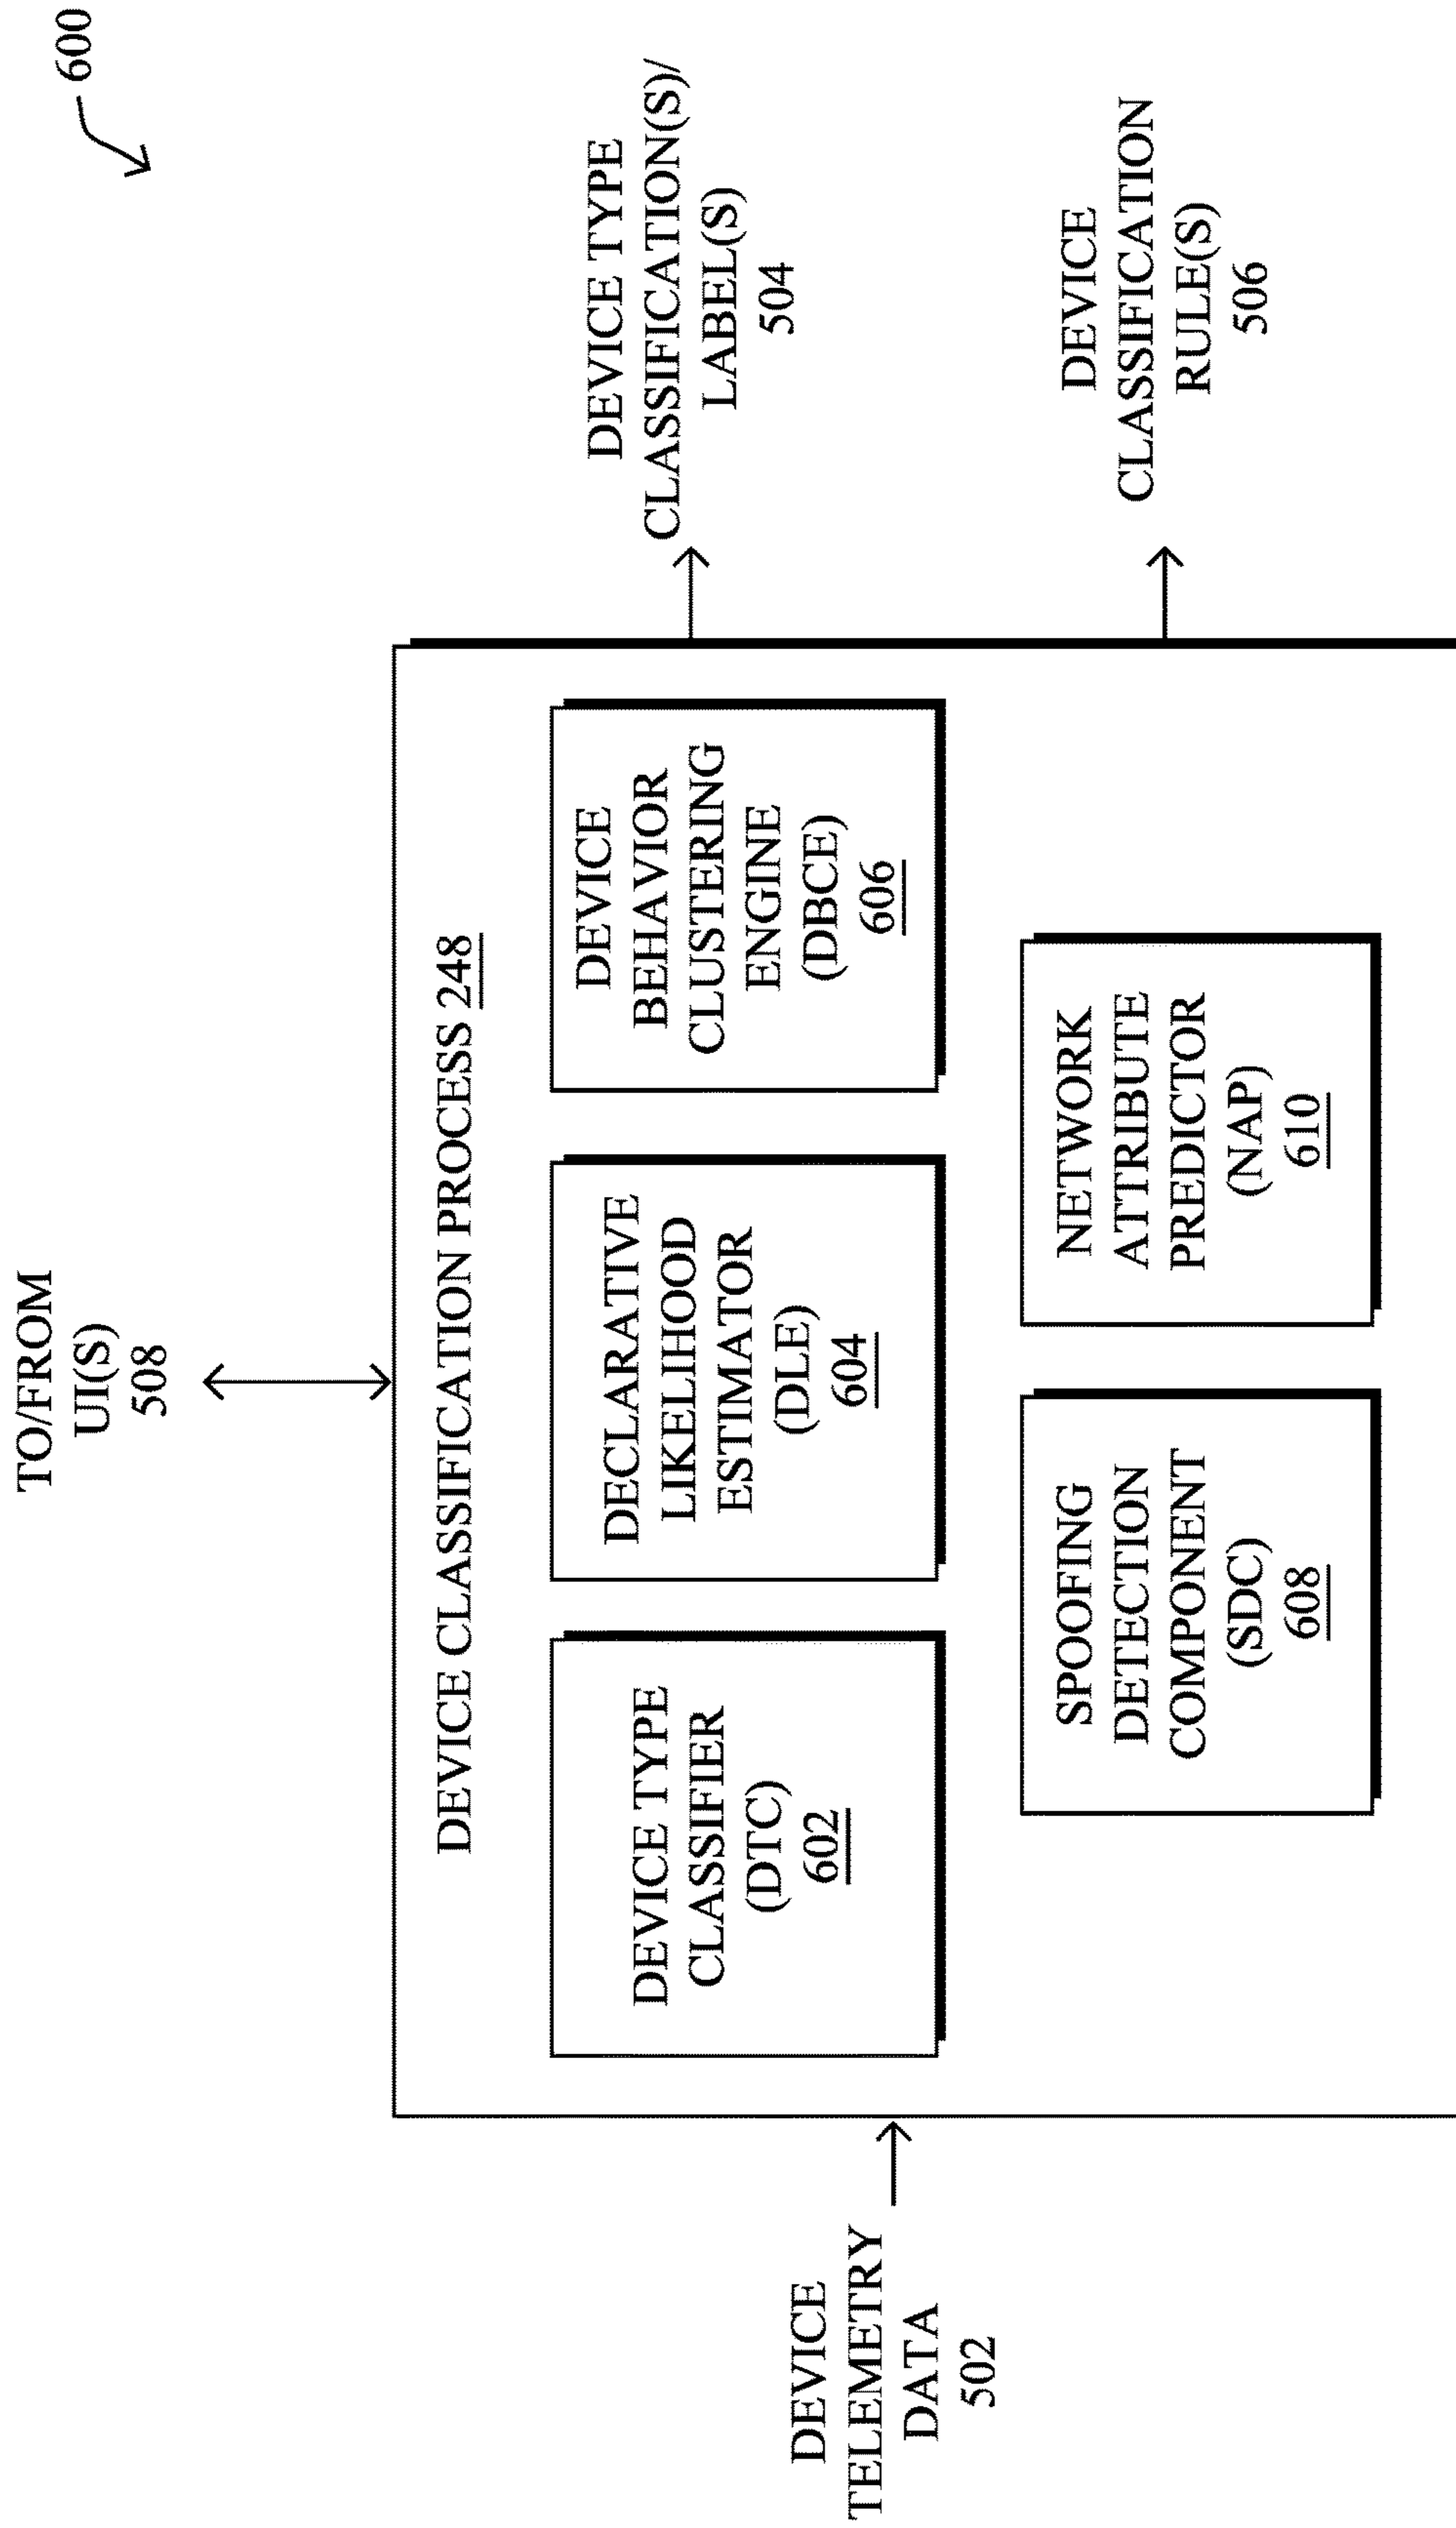 600
TO/FROM
UI(S)
508
DEVICE CLASSIFICATION PROCESS 248
DEVICE TYPE
CLASSIFIER
(DTC)
602
DECLARATIVE
LIKELIHOOD
ESTIMATOR
(DLE)
604
DEVICE
BEHAVIOR
CLUSTERING
ENGINE
(DBCE)
606
SPOOFING
DETECTION
COMPONENT
(SDC)
608
NETWORK
ATTRIBUTE
PREDICTOR
(NAP)
610
DEVICE
TELEMETRY
DATA
502
DEVICE TYPE
CLASSIFICATION(S)/
LABEL(S)
504
DEVICE
CLASSIFICATION
RULE(S)
506